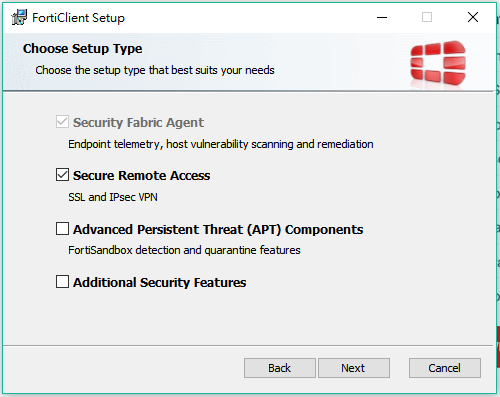 FortiClient Setup
Choose Setup Type
Choose the setup type that best suits your needs
Security Fabric Agent
Endpoint telemetry, host vulnerability scanning and remediation
Secure Remote Access
SSL and IPsec VPN
Advanced Persistent Threat (APT) Components
FortiSandbox detection and quarantine features
Additional Security Features
Back
Next
Cancel